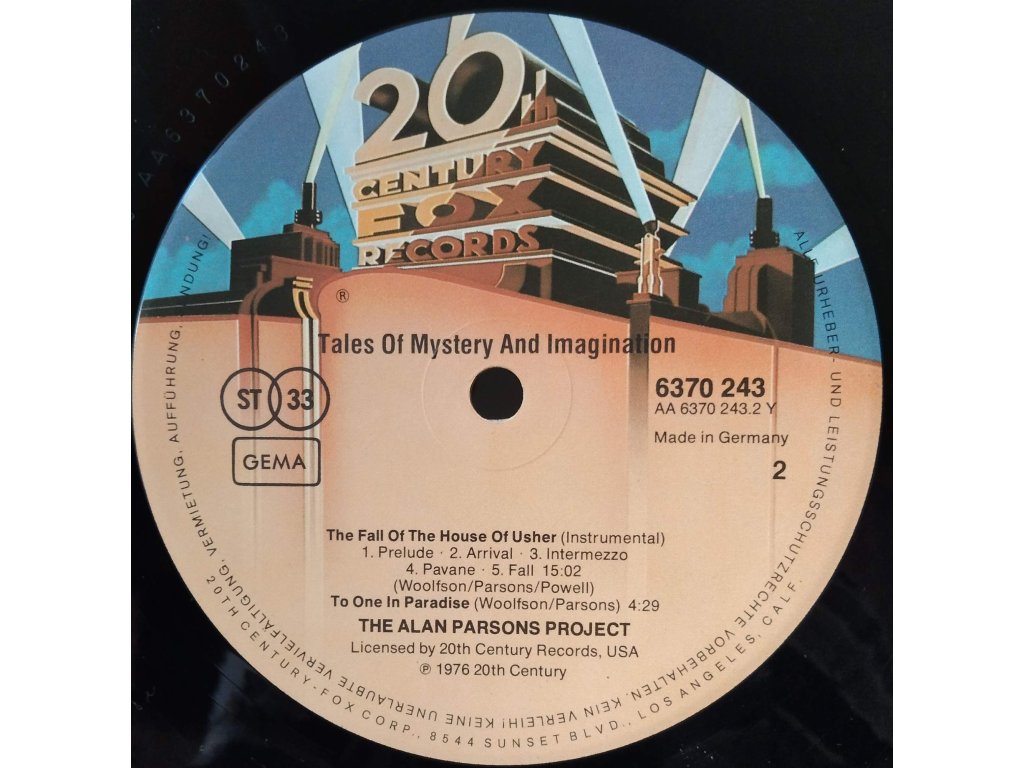 AA6370243
20th
CENTURY
FOX
RECORDS
®
Tales Of Mystery And Imagination
ST 33
GEMA
6370 243
AA 6370 243.2 Y
Made in Germany
2
The Fall Of The House Of Usher (Instrumental)
1. Prelude · 2. Arrival · 3. Intermezzo
4. Pavane · 5. Fall 15:02
(Woolfson/Parsons/Powell)
To One In Paradise (Woolfson/Parsons) 4:29
THE ALAN PARSONS PROJECT
Licensed by 20th Century Records, USA
℗ 1976 20th Century
ALLE URHEBER- UND LEISTUNGSSCHUTZRECHTE VORBEHALTEN. KEIN VERLEIH! KEINE UNERLAUBTE VERVIELFÄLTIGUNG, VERMIETUNG, AUFFÜHRUNG, NDUNG!
20TH CENTURY-FOX CORP., 8544 SUNSET BLVD., LOS ANGELES, CALF.